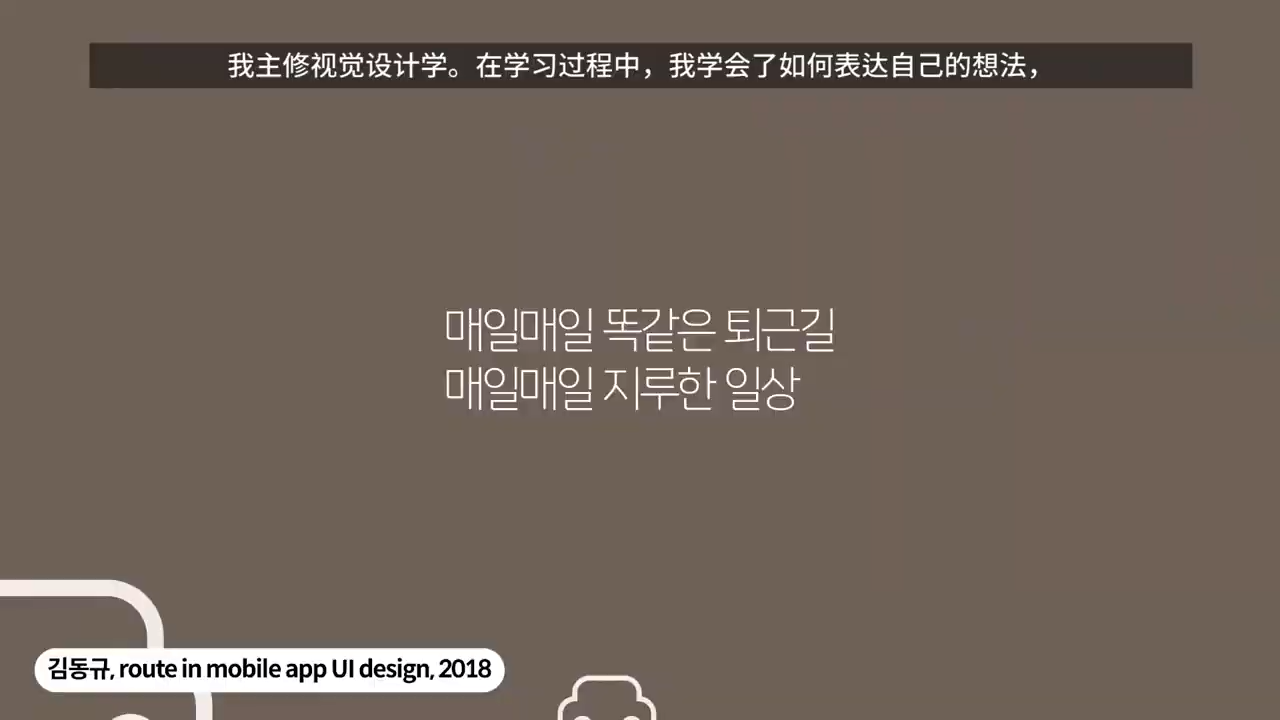 我主修视觉设计学。在学习过程中，我学会了如何表达自己的想法，
매일매일 똑같은 퇴근길
매일매일 지루한 일상
김동규, route in mobile app UI design, 2018